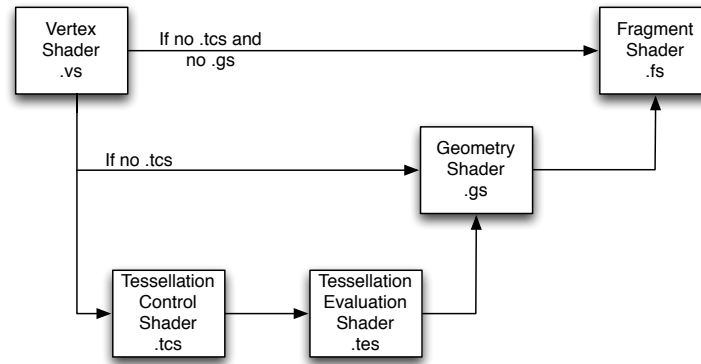 Vertex
Shader
.vs
If no .tcs and
no .gs
Fragment
Shader
.fs
If no .tcs
Geometry
Shader
.gs
Tessellation
Control
Shader
.tcs
Tessellation
Evaluation
Shader
.tes